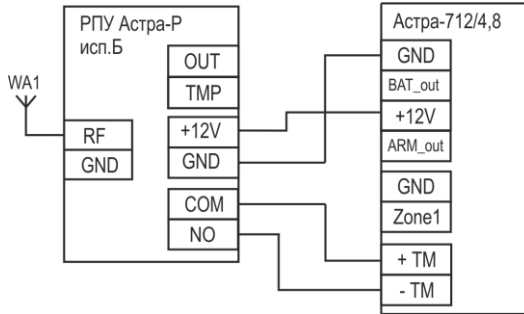 РПУ Астра-Р
исп.Б
WA1
RF
GND
OUT
TMP
+12V
GND
COM
NO
Астра-712/4,8
GND
BAT_out
+12V
ARM_out
GND
Zone1
+ TM
- TM